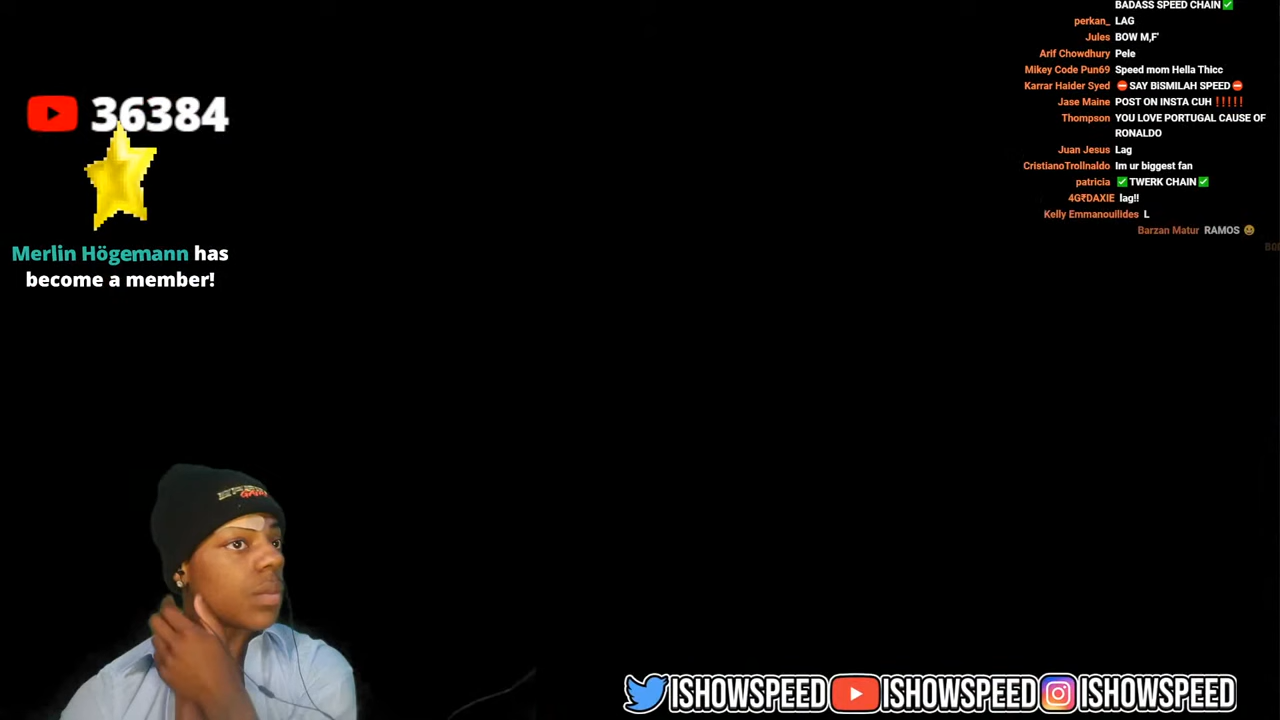 36384
Merlin Högemann has
become a member!
BADASS SPEED CHAIN✅
perkan_ LAG
Jules BOW M,F'
Arif Chowdhury Pele
Mikey Code Pun69 Speed mom Hella Thicc
Karrar Haider Syed ⛔SAY BiSMILAH SPEED⛔
Jase Maine POST ON INSTA CUH ❗❗❗❗❗
Thompson YOU LOVE PORTUGAL CAUSE OF
RONALDO
Juan Jesus Lag
CristianoTrollnaldo Im ur biggest fan
patricia ✅TWERK CHAIN✅
4G₹DAXIE lag!!
Kelly Emmanouilides L
Barzan Matur RAMOS
ISHOWSPEED ISHOWSPEED ISHOWSPEED